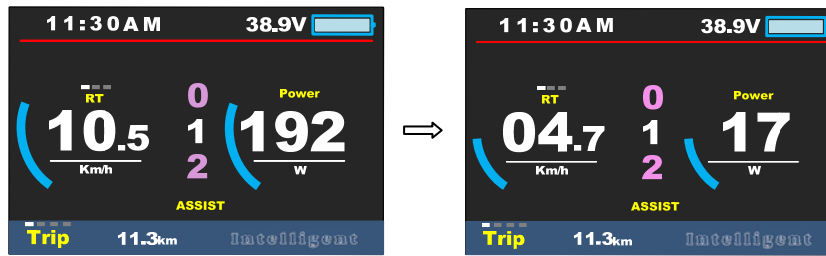 11:30AM 38.9V
RT 0 Power
10.5 1 192
Km/h 2 W
ASSIST
Trip 11.3km Intelligent
11:30AM 38.9V
RT 0 Power
04.7 1 17
Km/h 2 W
ASSIST
Trip 11.3km Intelligent